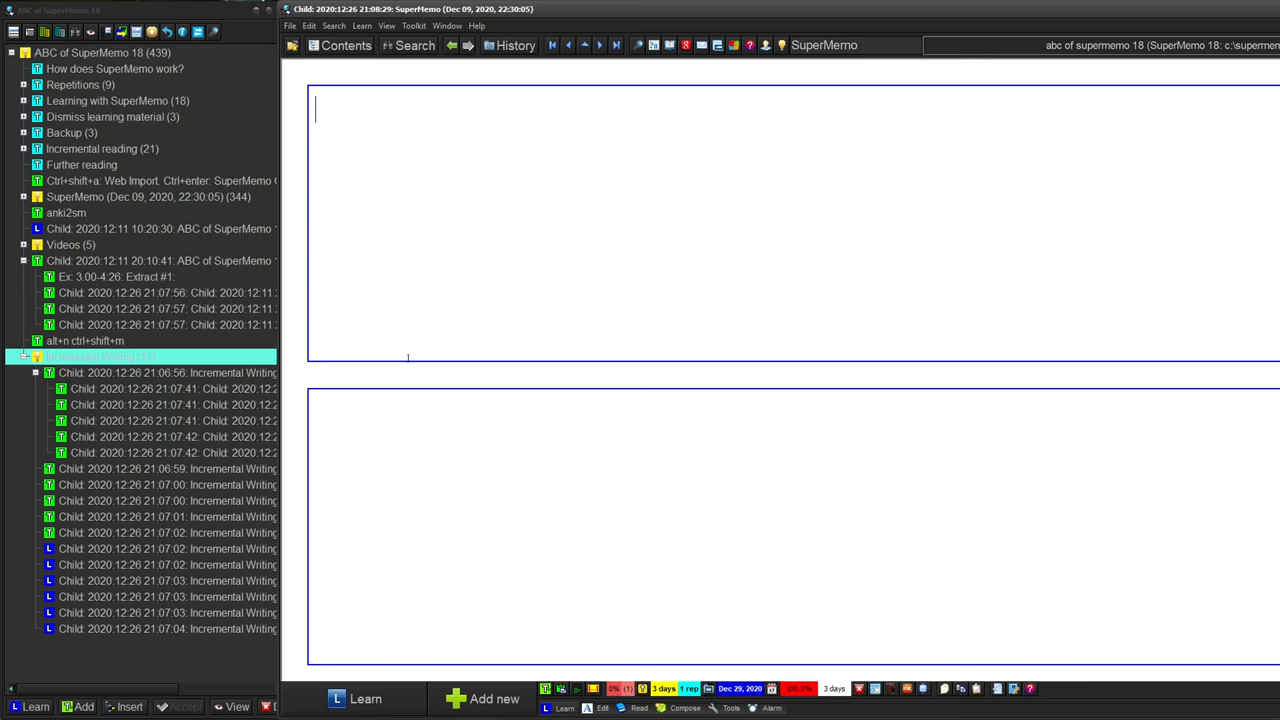 ABC of SuperMemo 18
Child: 2020:12:26 21:08:29: SuperMemo (Dec 09, 2020, 22:30:05)
File Edit Search Learn View Toolkit Window Help
Contents Search History SuperMemo abc of supermemo 18 (SuperMemo 18: c:\supermen
ABC of SuperMemo 18 (439)
How does SuperMemo work?
Repetitions (9)
Learning with SuperMemo (18)
Dismiss learning material (3)
Backup (3)
Incremental reading (21)
Further reading
Ctrl+shift+a: Web Import. Ctrl+enter: SuperMemo C
SuperMemo (Dec 09, 2020, 22:30:05) (344)
anki2sm
Child: 2020:12:11 10:20:30: ABC of SuperMemo
Videos (5)
Child: 2020:12:11 20:10:41: ABC of SuperMemo
Ex: 3.00-4:26: Extract #1:
Child: 2020:12:26 21:07:56: Child: 2020:12:11
Child: 2020:12:26 21:07:57: Child: 2020:12:11
Child: 2020:12:26 21:07:57: Child: 2020:12:11
alt+n ctrl+shift+m
Incremental Writing (17)
Child: 2020:12:26 21:06:56: Incremental Writing
Child: 2020:12:26 21:07:41: Child: 2020:12:2
Child: 2020:12:26 21:07:41: Child: 2020:12:2
Child: 2020:12:26 21:07:41: Child: 2020:12:2
Child: 2020:12:26 21:07:42: Child: 2020:12:2
Child: 2020:12:26 21:07:42: Child: 2020:12:2
Child: 2020:12:26 21:06:59: Incremental Writing
Child: 2020:12:26 21:07:00: Incremental Writing
Child: 2020:12:26 21:07:00: Incremental Writing
Child: 2020:12:26 21:07:01: Incremental Writing
Child: 2020:12:26 21:07:02: Incremental Writing
Child: 2020:12:26 21:07:02: Incremental Writing
Child: 2020:12:26 21:07:02: Incremental Writing
Child: 2020:12:26 21:07:03: Incremental Writing
Child: 2020:12:26 21:07:03: Incremental Writing
Child: 2020:12:26 21:07:03: Incremental Writing
Child: 2020:12:26 21:07:04: Incremental Writing
Learn Add Insert Accept View D
Learn Add new
0% (1) 3 days 1 rep Dec 29, 2020 100.0% 3 days
Learn Edit Read Compose Tools Alarm